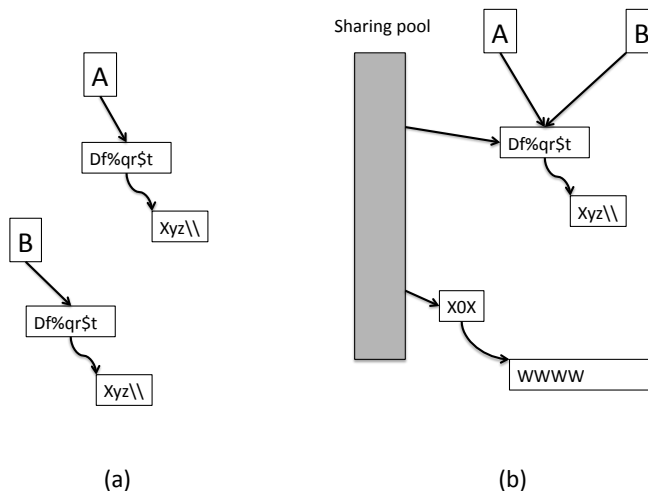 Sharing pool
A
B
A
Df%qr$t
Df%qr$t
Xyz\\
Xyz\\
B
Df%qr$t
X0X
Xyz\\
WWWW
(a)
(b)